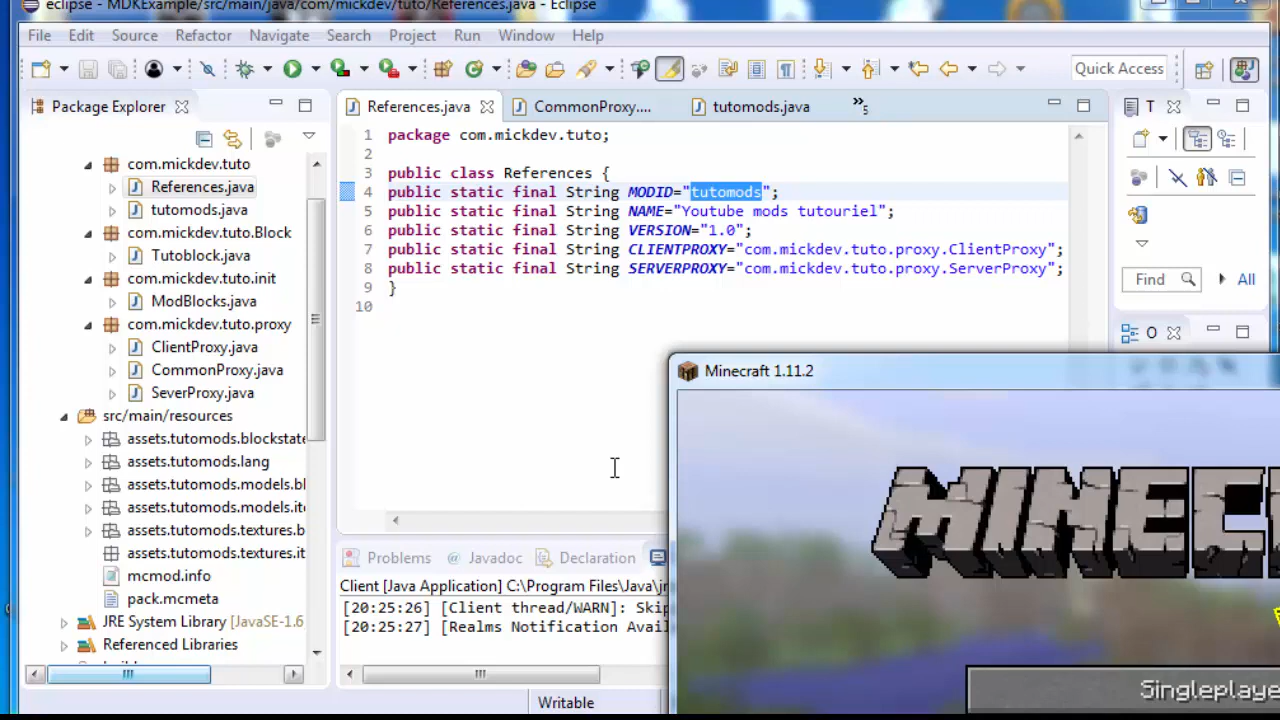 eclipse - MDKExample/src/main/java/com/mickdev/tuto/References.java - Eclipse
File Edit Source Refactor Navigate Search Project Run Window Help
Quick Access
Package Explorer
References.java
CommonProxy....
tutomods.java
»5
T
com.mickdev.tuto
References.java
tutomods.java
com.mickdev.tuto.Block
Tutoblock.java
com.mickdev.tuto.init
ModBlocks.java
com.mickdev.tuto.proxy
ClientProxy.java
CommonProxy.java
SeverProxy.java
src/main/resources
assets.tutomods.blockstate
assets.tutomods.lang
assets.tutomods.models.bl
assets.tutomods.models.ite
assets.tutomods.textures.b
assets.tutomods.textures.it
mcmod.info
pack.mcmeta
JRE System Library [JavaSE-1.6
Referenced Libraries
1 package com.mickdev.tuto;
2
3 public class References {
4 public static final String MODID="tutomods";
5 public static final String NAME="Youtube mods tutouriel";
6 public static final String VERSION="1.0";
7 public static final String CLIENTPROXY="com.mickdev.tuto.proxy.ClientProxy";
8 public static final String SERVERPROXY="com.mickdev.tuto.proxy.ServerProxy";
9 }
10
Find
All
O
Problems
@ Javadoc
Declaration
Client [Java Application] C:\Program Files\Java\jr
[20:25:26] [Client thread/WARN]: Skip
[20:25:27] [Realms Notification Avail
Writable
Minecraft 1.11.2
MINEC
Singleplaye